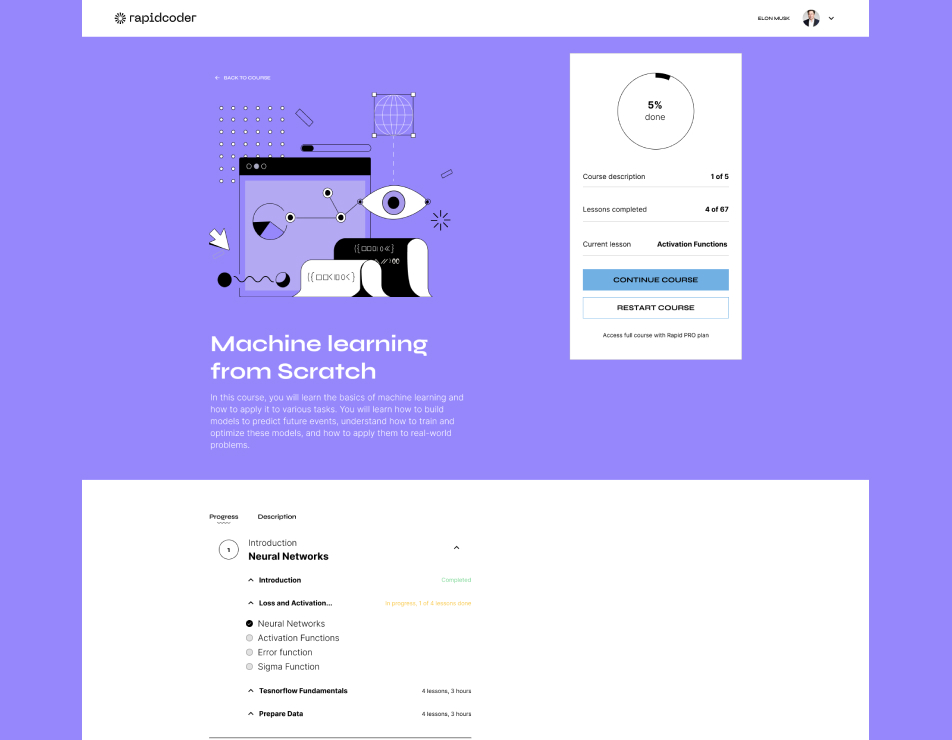 rapidcoder
ELON MUSK
BACK TO COURSE
Machine learning
from Scratch
In this course, you will learn the basics of machine learning and
how to apply it to various tasks. You will learn how to build
models to predict future events, understand how to train and
optimize these models, and how to apply them to real-world
problems.
5%
done
Course description 1 of 5
Lessons completed 4 of 67
Current lesson Activation Functions
CONTINUE COURSE
RESTART COURSE
Access full course with Rapid PRO plan
Progress Description
1
Introduction
Neural Networks
Introduction Completed
Loss and Activation... In progress, 1 of 4 lessons done
Neural Networks
Activation Functions
Error function
Sigma Function
Tesnorflow Fundamentals 4 lessons, 3 hours
Prepare Data 4 lessons, 3 hours